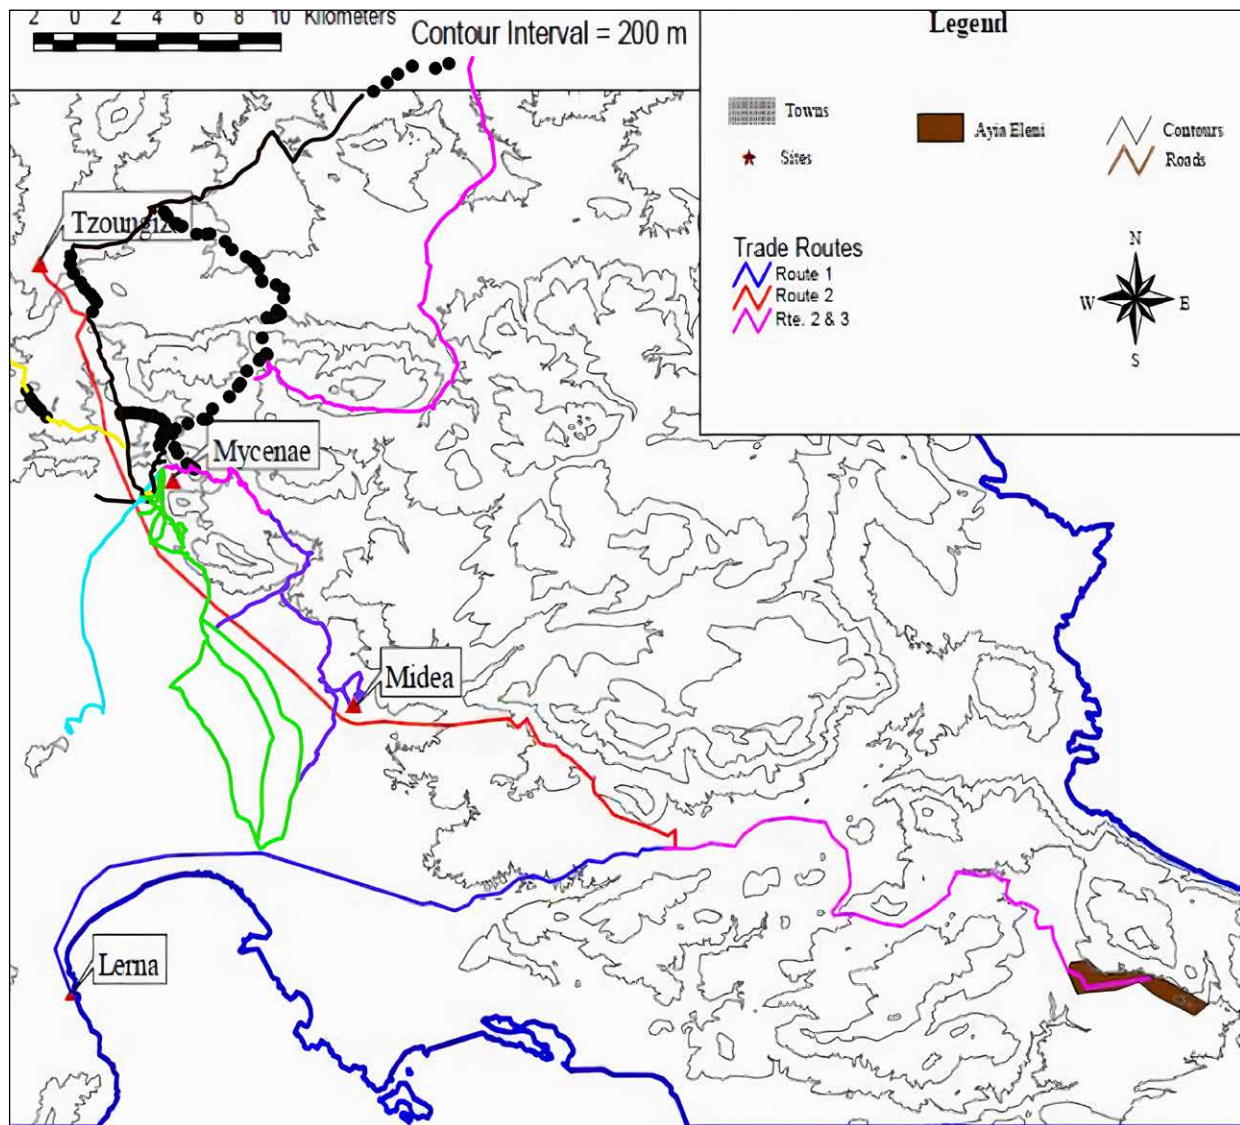 2 0 2 4 6 8 10 Kilometers
Contour Interval = 200 m
Legend
Towns
Sites
Ayia Eleni
Contours
Roads
Trade Routes
Route 1
Route 2
Rte. 2 & 3
N
W E
S
Tzoungiz
Mycenae
Midea
Lerna